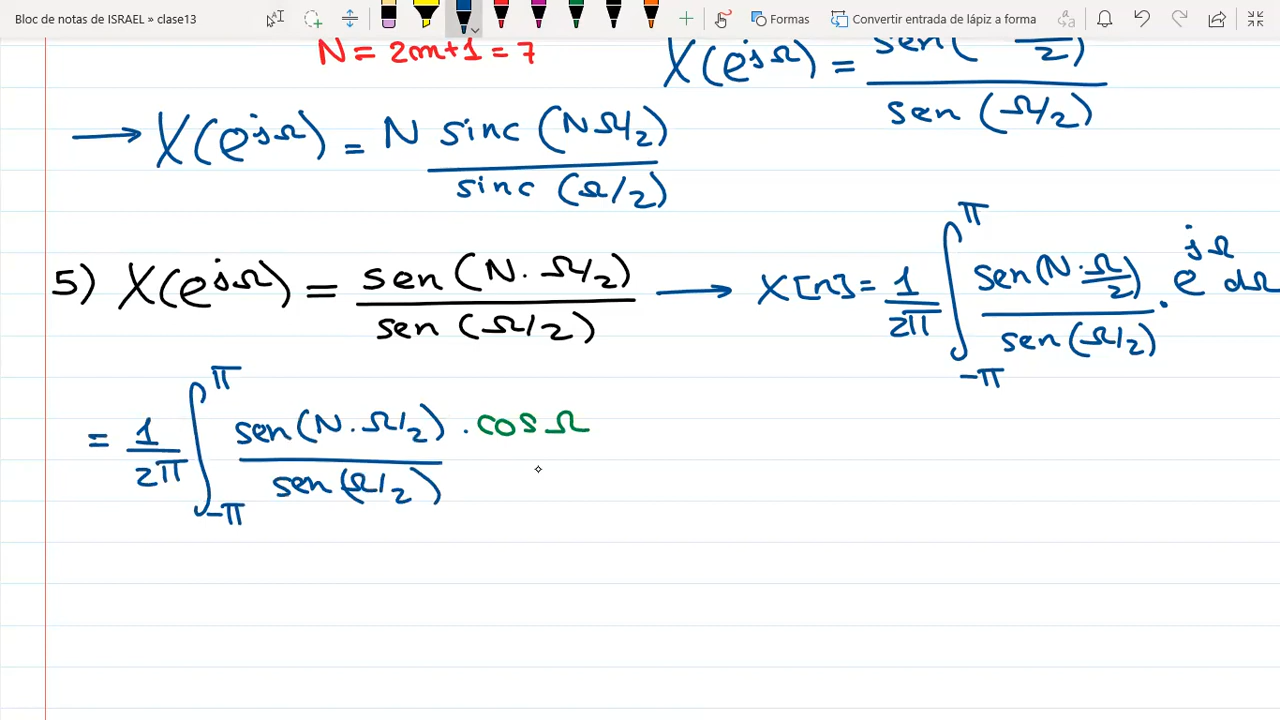 Bloc de notas de ISRAEL » clase13
Formas
Convertir entrada de lápiz a forma
N = 2m+1 = 7
X(e^{jΩ}) = sen( /2) / sen(Ω/2)
→ X(e^{jΩ}) = N sinc(NΩ/2) / sinc(Ω/2)
5) X(e^{jΩ}) = sen(N·Ω/2) / sen(Ω/2) → X[n] = 1/2π ∫_{-π}^{π} sen(N·Ω/2) / sen(Ω/2) · e^{jΩ} dΩ
= 1/2π ∫_{-π}^{π} sen(N·Ω/2) / sen(Ω/2) · cos Ω